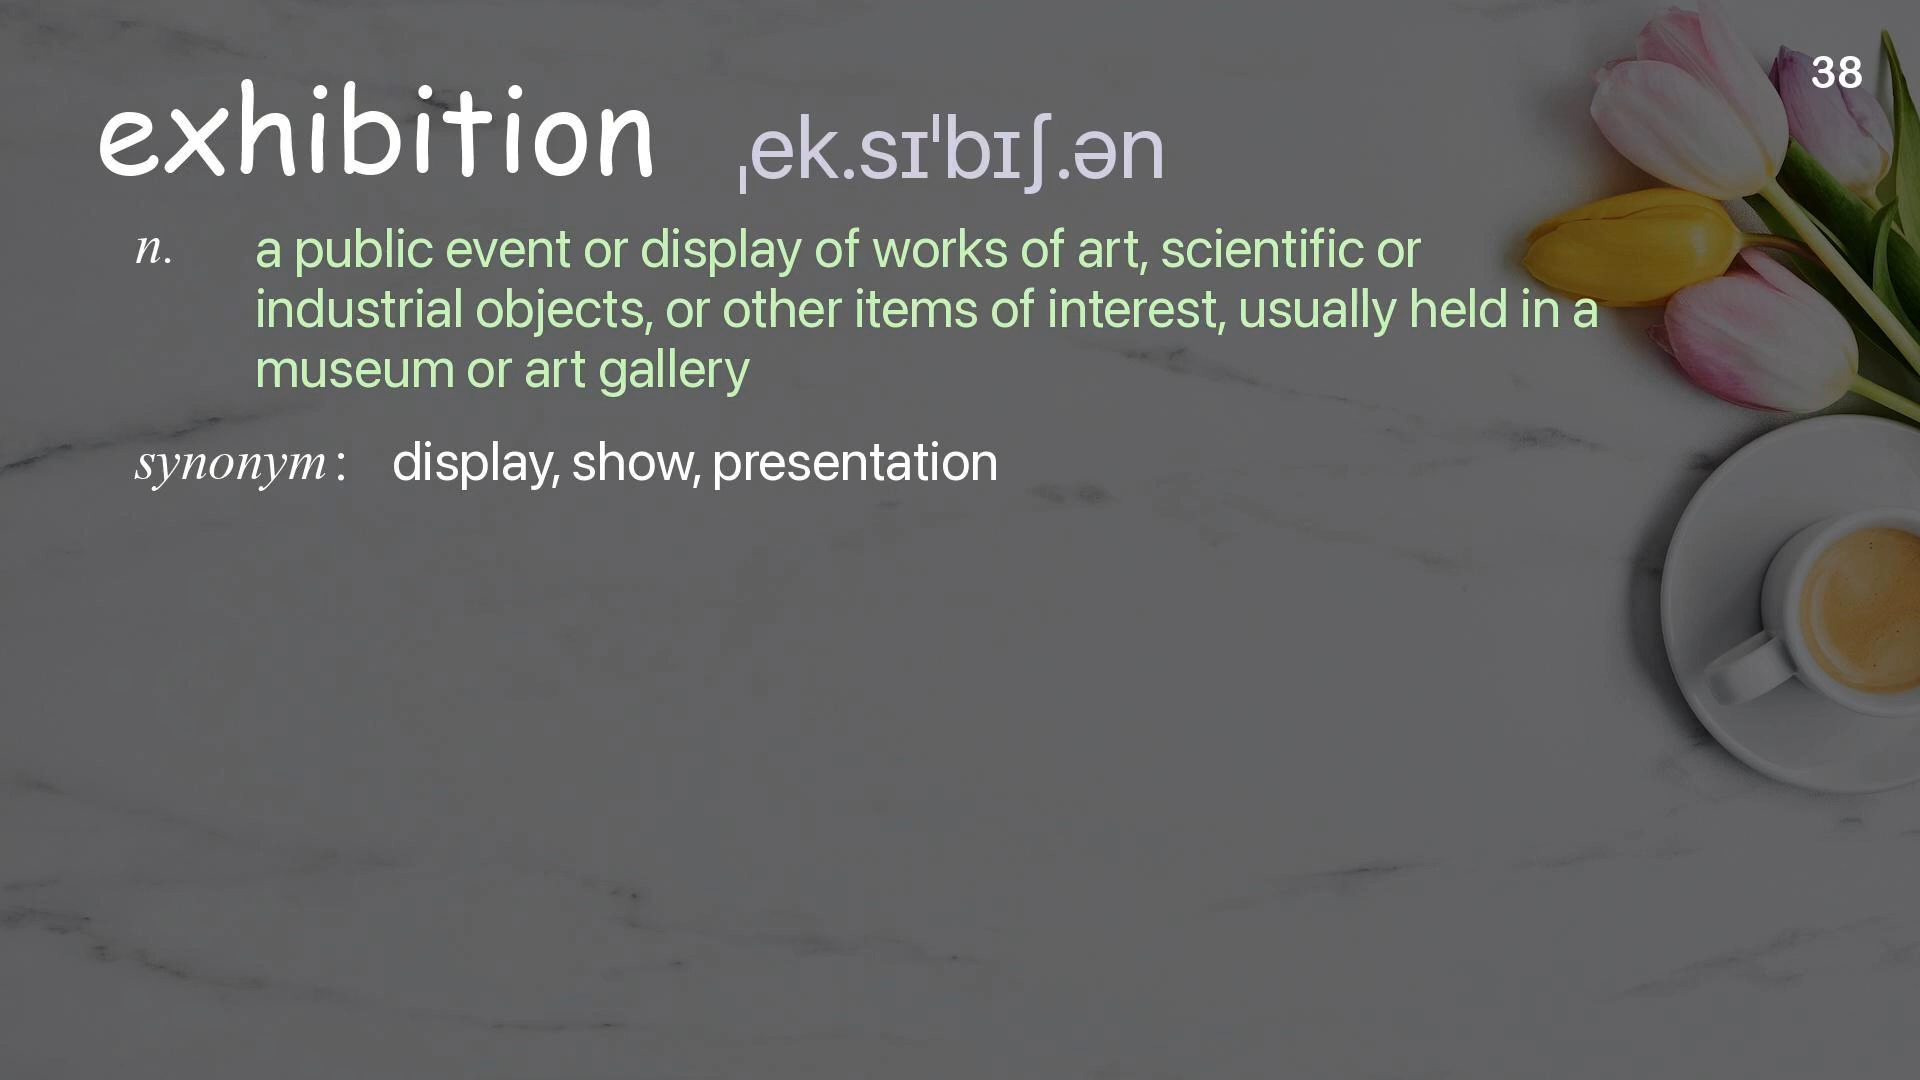 38
exhibition ˌek.sɪˈbɪʃ.ən
n. a public event or display of works of art, scientific or
industrial objects, or other items of interest, usually held in a
museum or art gallery
synonym : display, show, presentation